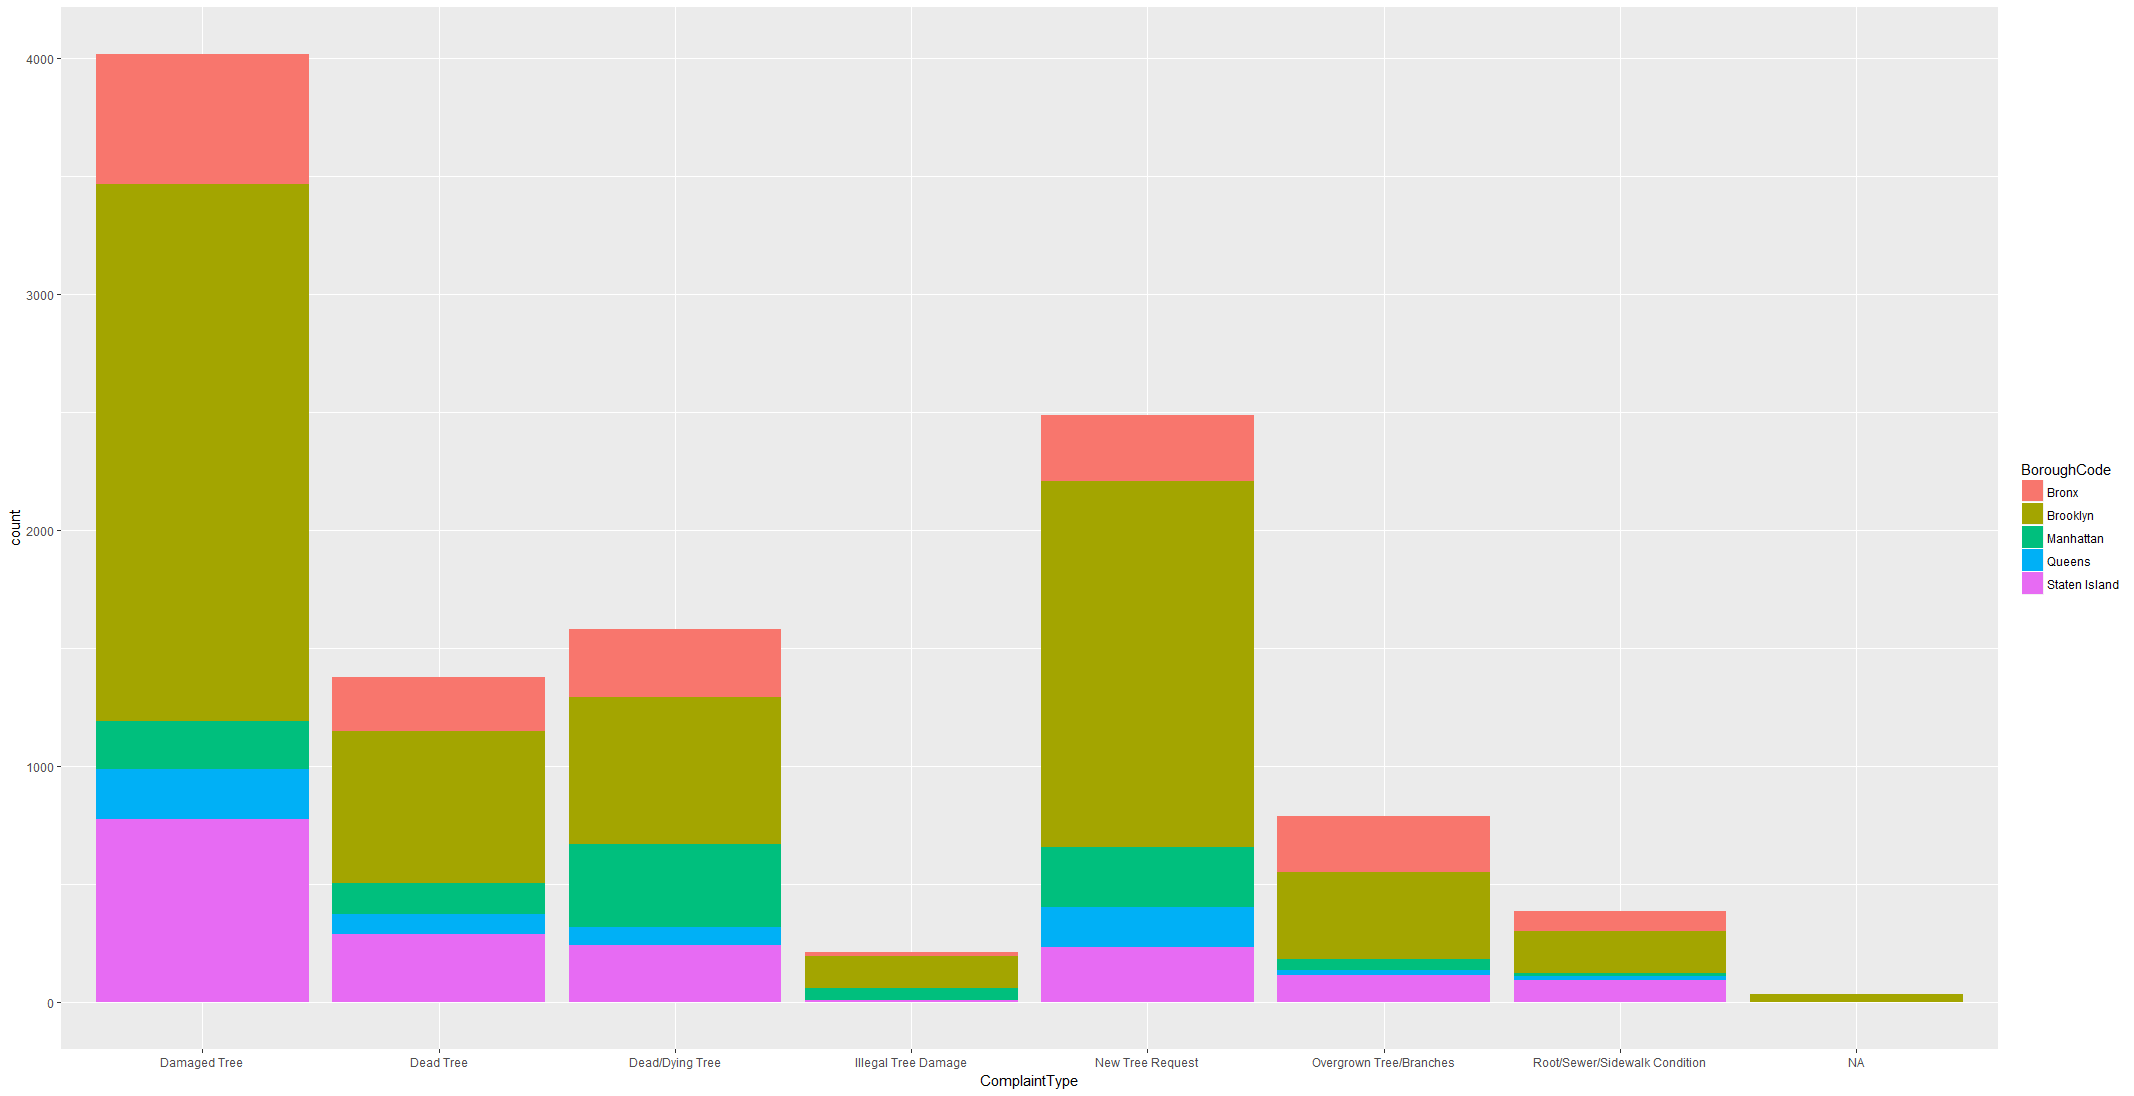 4000
3000
2000
1000
0
count
Damaged Tree
Dead Tree
Dead/Dying Tree
Illegal Tree Damage
New Tree Request
Overgrown Tree/Branches
Root/Sewer/Sidewalk Condition
NA
ComplaintType
BoroughCode
Bronx
Brooklyn
Manhattan
Queens
Staten Island